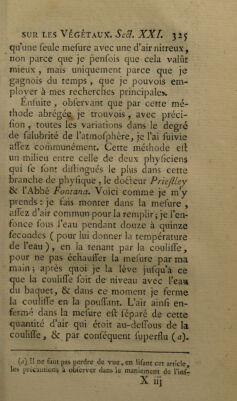 SUR LES VÉGÉTAUX. Sect. XXI. 325
qu'une seule mesure avec une d'air nitreux,
non parce que je pensois que cela valût
mieux, mais uniquement parce que je
gagnois du temps, que je pouvois em-
ployer à mes recherches principales.
Ensuite, observant que par cette mé-
thode abrégée je trouvois, avec préci-
sion, toutes les variations dans le degré
de salubrité de l'atmosphère, je l'ai suivie
assez communément. Cette méthode est
un milieu entre celle de deux physiciens
qui se sont distingués le plus dans cette
branche de physique, le docteur Priestley
& l'Abbé Fontana. Voici comme je m'y
prends: je fais monter dans la mesure,
assez d'air commun pour la remplir; je l'en-
fonce sous l'eau pendant douze à quinze
secondes (pour lui donner la température
de l'eau), en la tenant par la coulisse,
pour ne pas échauffer la mesure par ma
main; après quoi je la lève jusqu'à ce
que la coulisse soit de niveau avec l'eau
du baquet, & dans ce moment je ferme
la coulisse en la poussant. L'air ainsi en-
fermé dans la mesure est séparé de cette
quantité d'air qui étoit au-dessous de la
coulisse, & par conséquent superflu (a).
(a) Il ne faut pas perdre de vue, en lisant cet article,
les précautions à observer dans le maniement de l'ins-
X iij